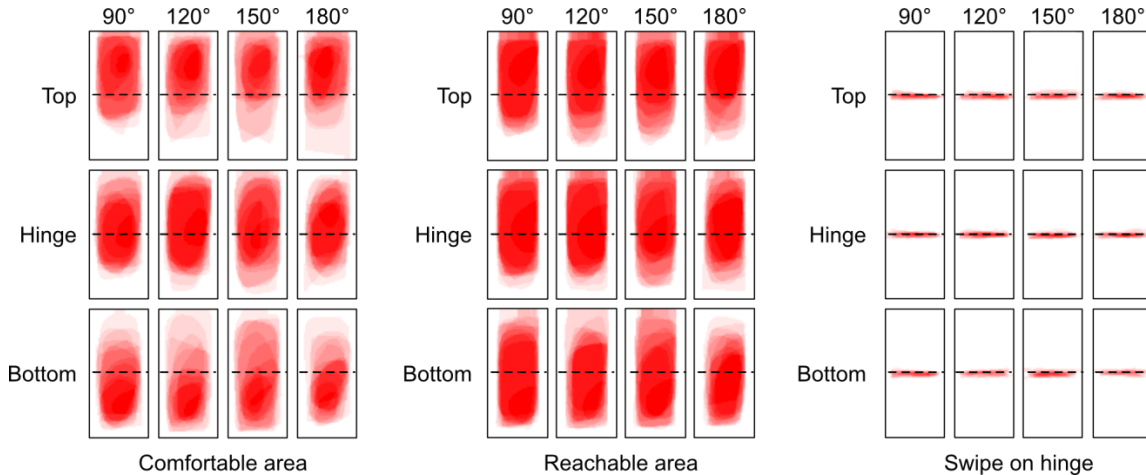 90° 120° 150° 180° 90° 120° 150° 180° 90° 120° 150° 180°
Top Top Top
Hinge Hinge Hinge
Bottom Bottom Bottom
Comfortable area Reachable area Swipe on hinge